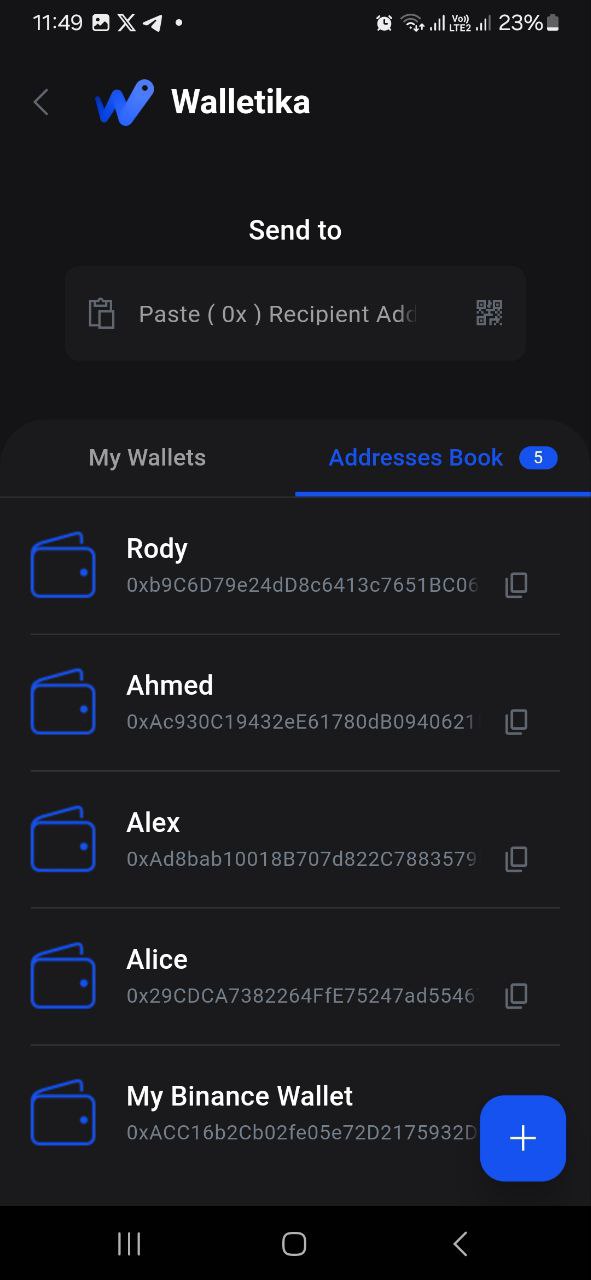 11:49
Vo))
LTE2
23%
Walletika
Send to
Paste ( 0x ) Recipient Add
My Wallets
Addresses Book 5
Rody
0xb9C6D79e24dD8c6413c7651BC06
Ahmed
0xAc930C19432eE61780dB0940621
Alex
0xAd8bab10018B707d822C7883579
Alice
0x29CDCA7382264FfE75247ad5546
My Binance Wallet
0xACC16b2Cb02fe05e72D2175932D